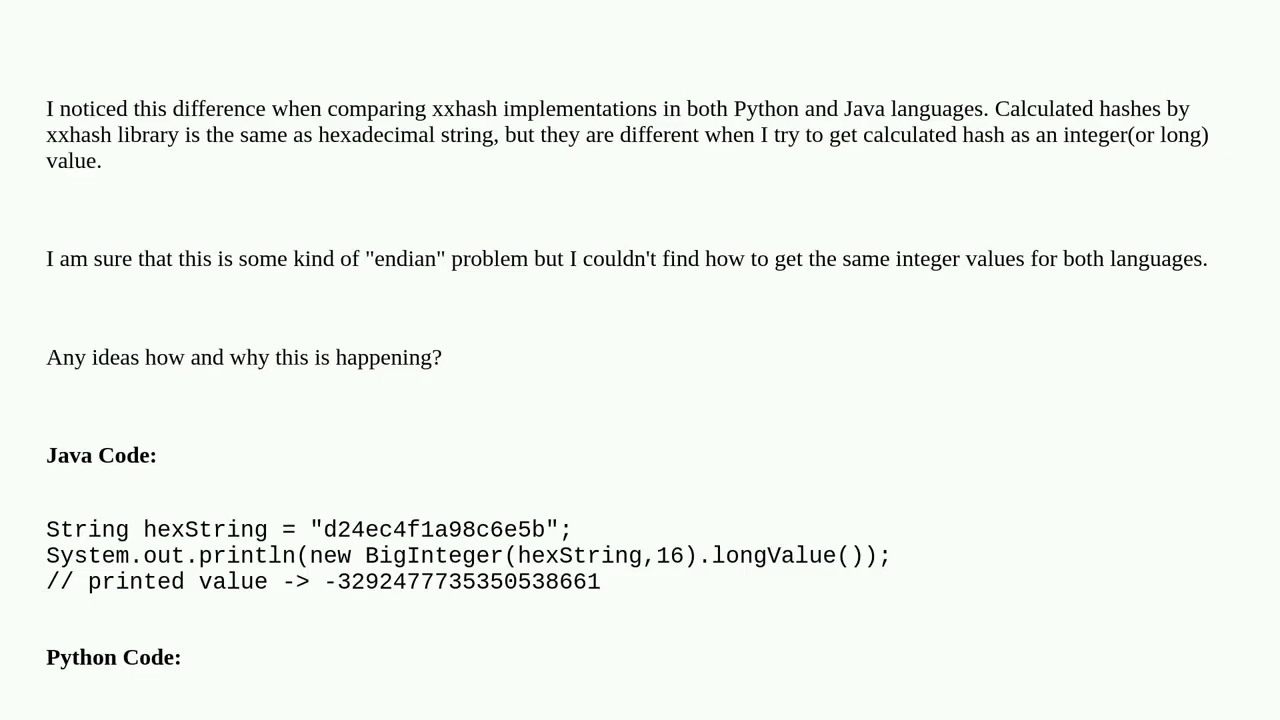 I noticed this difference when comparing xxhash implementations in both Python and Java languages. Calculated hashes by
xxhash library is the same as hexadecimal string, but they are different when I try to get calculated hash as an integer(or long)
value.
I am sure that this is some kind of "endian" problem but I couldn't find how to get the same integer values for both languages.
Any ideas how and why this is happening?
Java Code:
String hexString = "d24ec4f1a98c6e5b";
System.out.println(new BigInteger(hexString,16).longValue());
// printed value -> -3292477735350538661
Python Code: